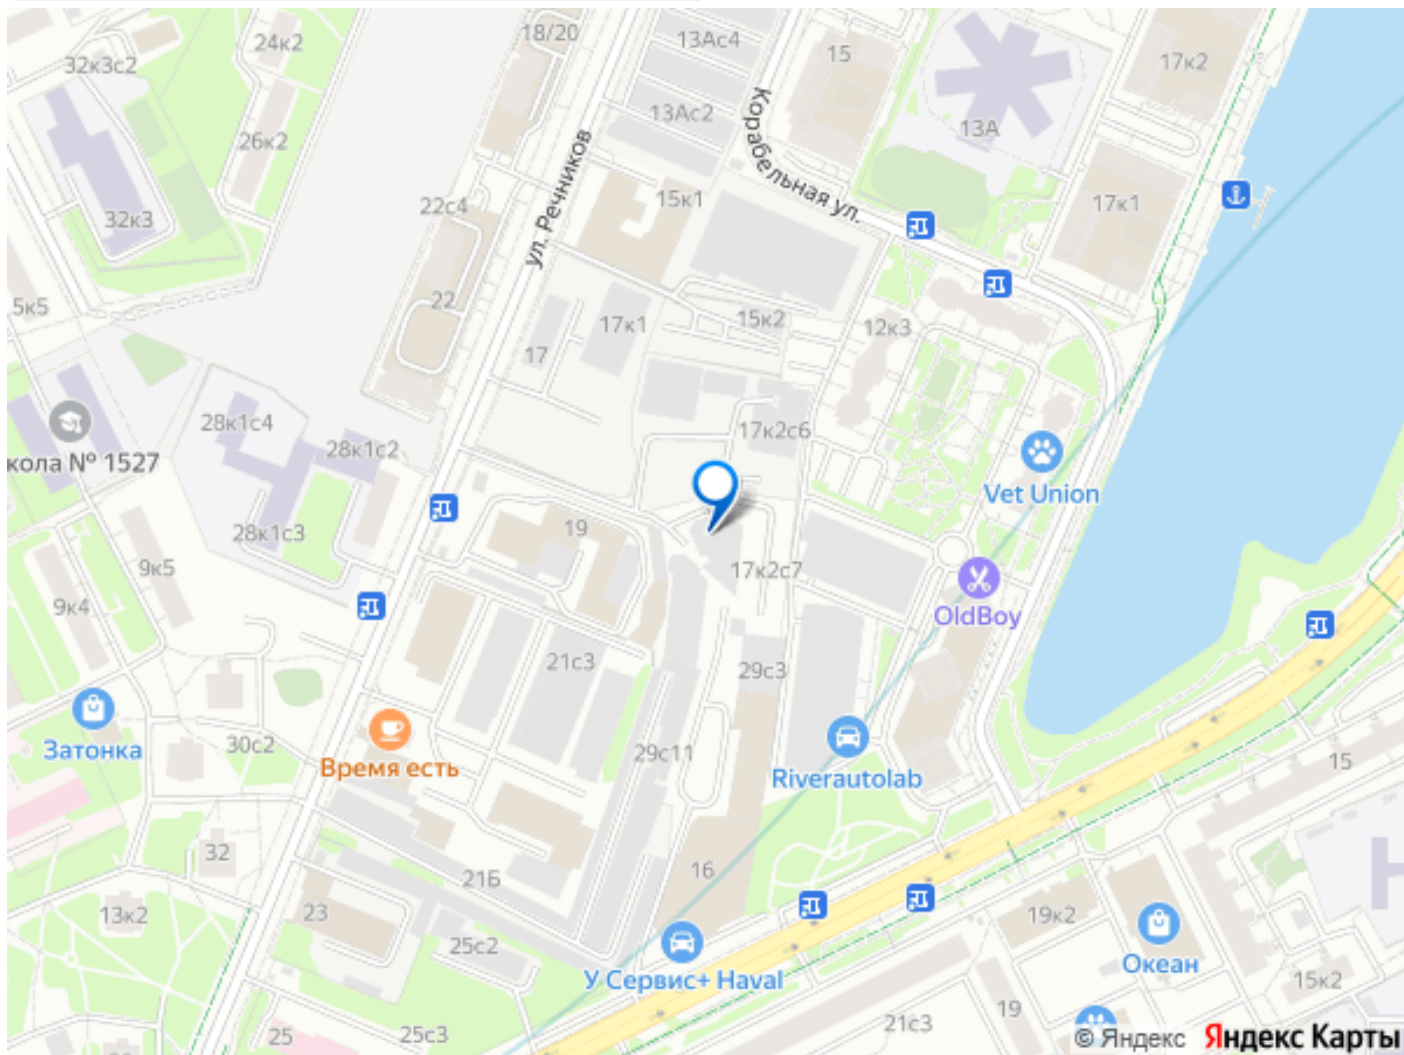 18/20
24к2
13Ас4
15
17к2
32к3с2
13Ас2
13А
26к2
Корабельная ул.
ул. Речников
22с4
15к1
17к1
32к3
5к5
22
17к1
15к2
12к3
17
28к1с4
17к2с6
28к1с2
кола № 1527
Vet Union
28к1с3
19
9к5
17к2с7
9к4
OldBoy
21с3
29с3
Затонка
30с2
29с11
Время есть
Riverautolab
15
32
16
21Б
13к2
23
19к2
25с2
Океан
У Сервис+ Haval
15к2
19
21с3
25
25с3
© Яндекс Яндекс Карты